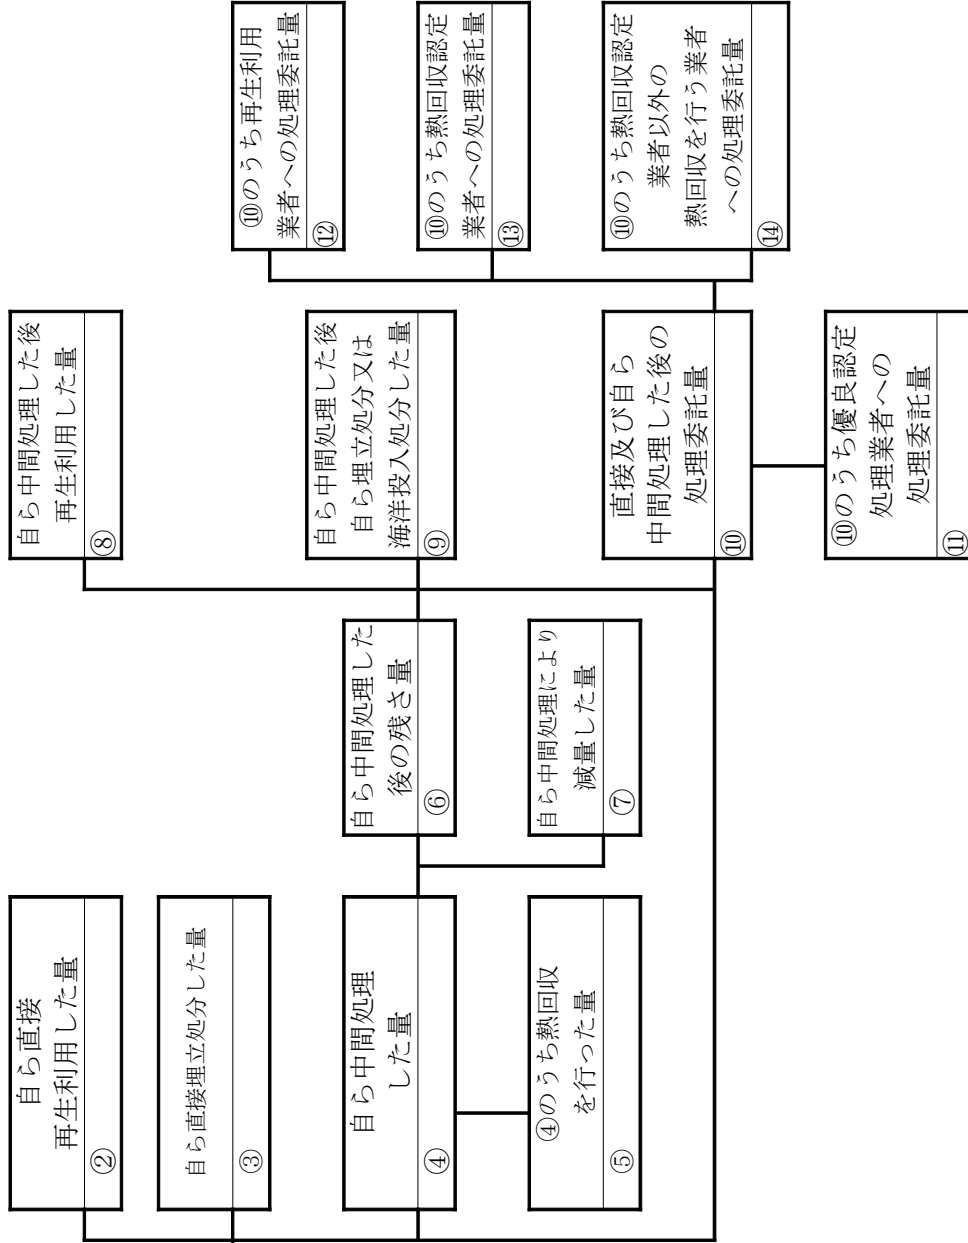 自ら直接
再生利用した量
②
自ら直接埋立処分した量
③
自ら中間処理
した量
④
④のうち熱回収
を行った量
⑤
自ら中間処理した
後の残さ量
⑥
自ら中間処理により
減量した量
⑦
自ら中間処理した後
再生利用した量
⑧
自ら中間処理した後
自ら埋立処分又は
海洋投入処分した量
⑨
直接及び自ら
中間処理した後の
処理委託量
⑩
⑩のうち優良認定
処理業者への
処理委託量
⑪
⑩のうち再生利用
業者への処理委託量
⑫
⑩のうち熱回収認定
業者への処理委託量
⑬
⑩のうち熱回収認定
業者以外の
熱回収を行う業者
への処理委託量
⑭